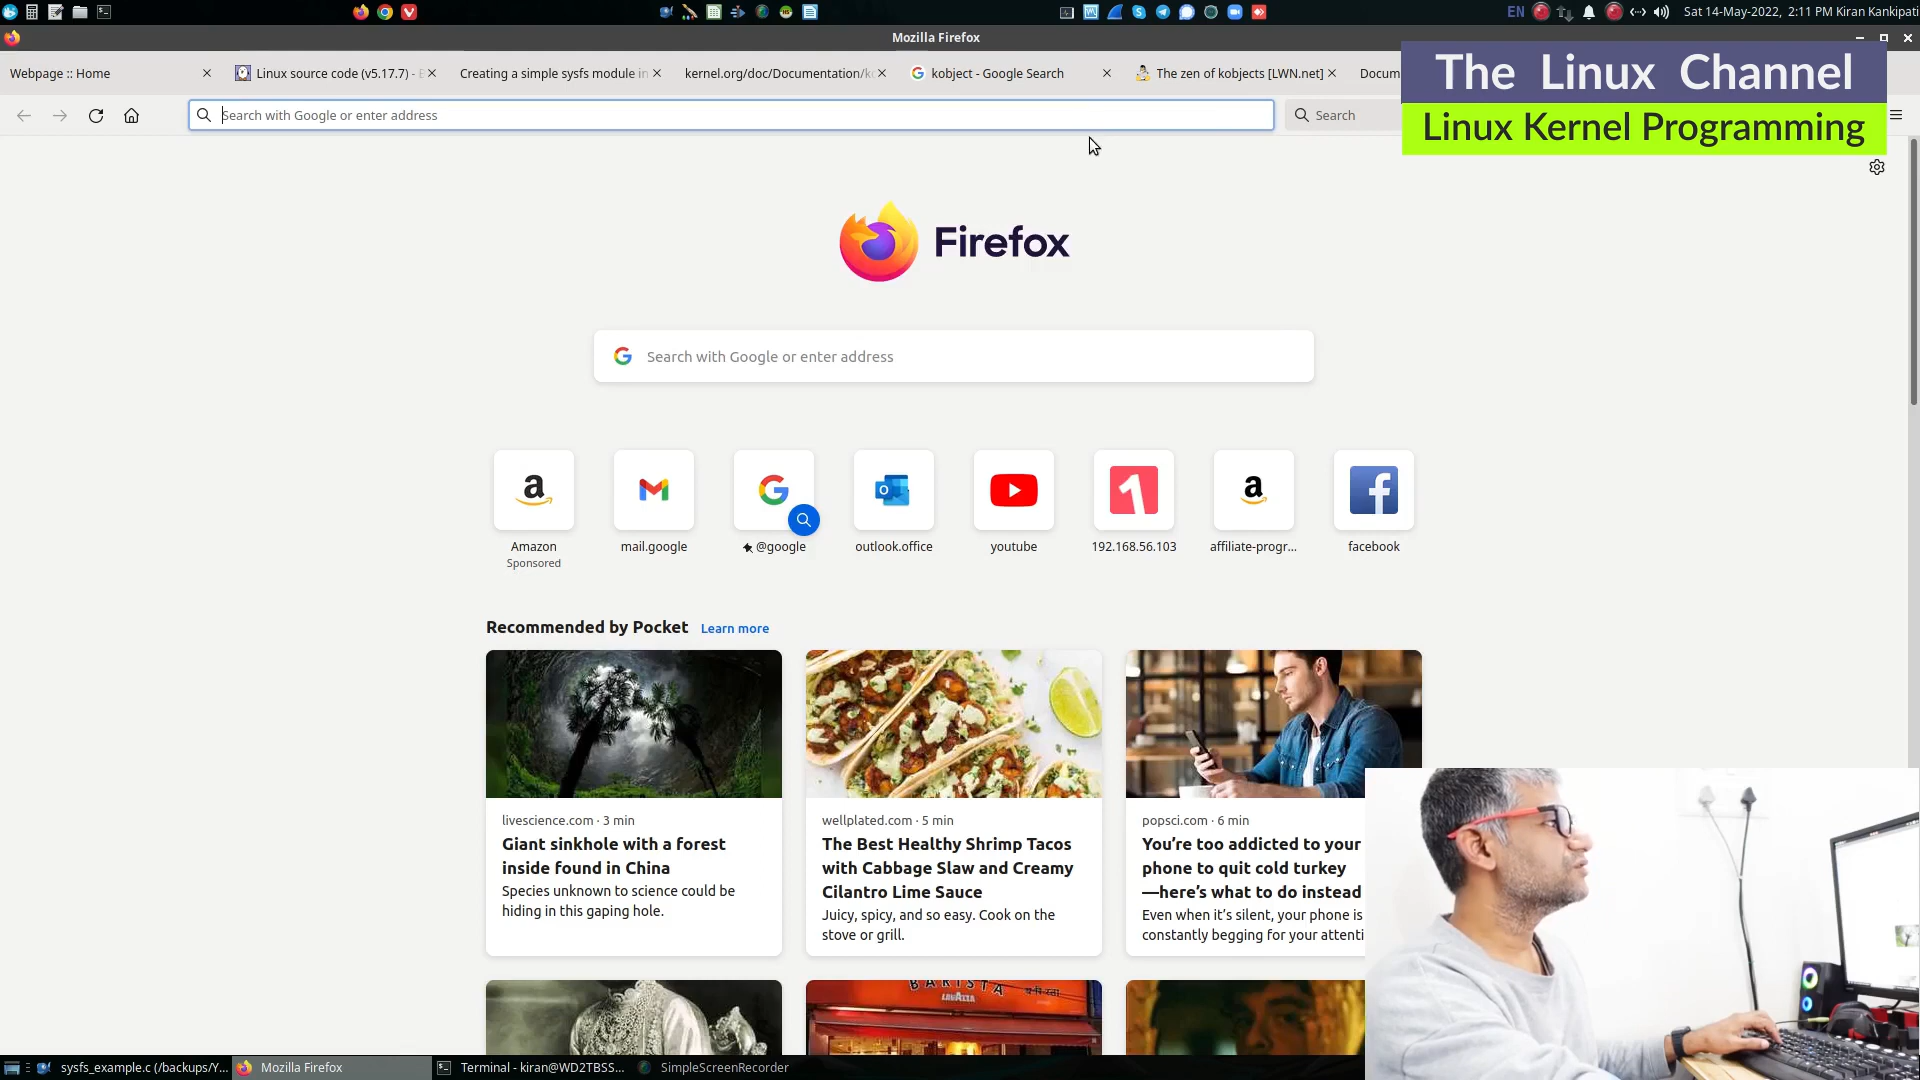 EN
Sat 14-May-2022, 2:11 PM Kiran Kankipati
Mozilla Firefox
Webpage :: Home
Linux source code (v5.17.7) - 
Creating a simple sysfs module in
kernel.org/doc/Documentation/
kobject - Google Search
The zen of kobjects [LWN.net]
Docum
The Linux Channel
Linux Kernel Programming
Search with Google or enter address
Search
Firefox
Search with Google or enter address
Amazon
Sponsored
mail.google
@google
outlook.office
youtube
192.168.56.103
affiliate-progr...
facebook
Recommended by Pocket
Learn more
livescience.com · 3 min
Giant sinkhole with a forest
inside found in China
Species unknown to science could be
hiding in this gaping hole.
wellplated.com · 5 min
The Best Healthy Shrimp Tacos
with Cabbage Slaw and Creamy
Cilantro Lime Sauce
Juicy, spicy, and so easy. Cook on the
stove or grill.
popsci.com · 6 min
You’re too addicted to your
phone to quit cold turkey
—here’s what to do instead
Even when it’s silent, your phone is
constantly begging for your attenti
BARISTA
LAVAZZA
sysfs_example.c (/backups/Y...
Mozilla Firefox
Terminal - kiran@WD2TBSS...
SimpleScreenRecorder